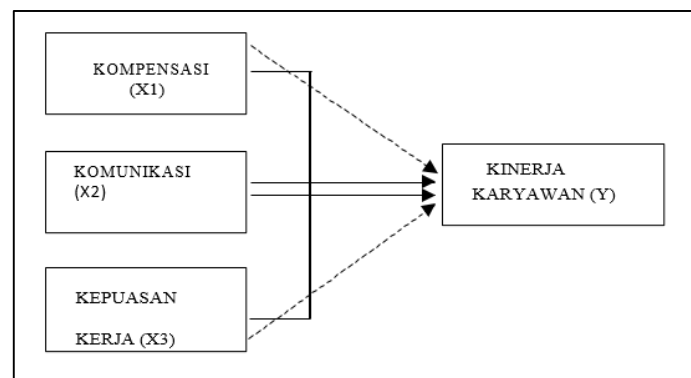 KOMPENSASI
(X1)
KOMUNIKASI
(X2)
KINERJA
KARYAWAN (Y)
KEPUASAN
KERJA (X3)